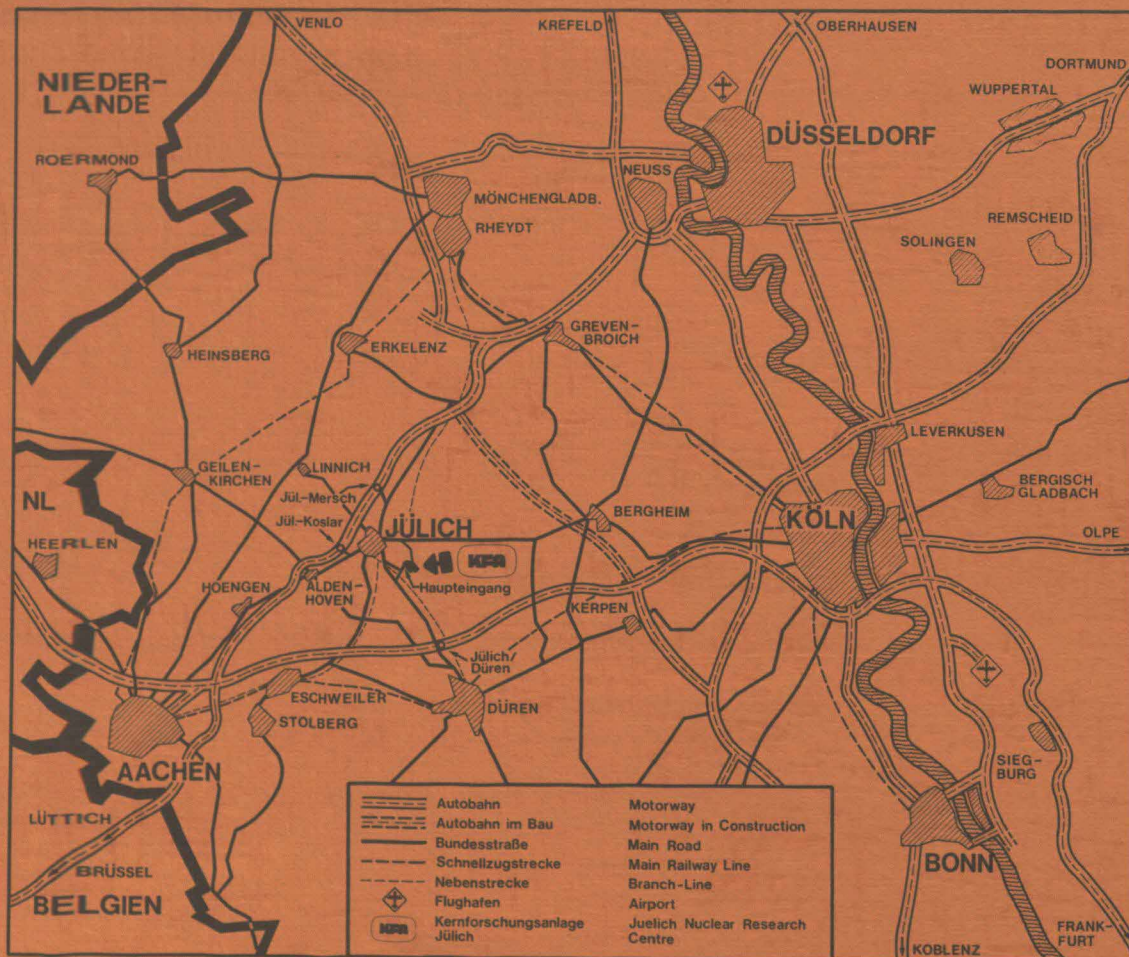 VENLO
KREFELD
OBERHAUSEN
DORTMUND
NIEDER-
LANDE
WUPPERTAL
DÜSSELDORF
ROERMOND
NEUSS
MÖNCHENGLADB.
REMSCHEID
RHEYDT
SOLINGEN
GREVEN-
BROICH
HEINSBERG
ERKELENZ
LEVERKUSEN
GEILEN-
KIRCHEN
LINNICH
NL
Jül.-Mersch
BERGISCH
GLADBACH
Jül.-Koslar
JÜLICH
BERGHEIM
KÖLN
OLPE
HEERLEN
KFA
HOENGEN
ALDEN-
HOVEN
Haupteingang
KERPEN
Jülich/
Düren
ESCHWEILER
DÜREN
STOLBERG
AACHEN
SIEG-
BURG
LÜTTICH
BRÜSSEL
BELGIEN
BONN
KOBLENZ
FRANK-
FURT
Autobahn Motorway
Autobahn im Bau Motorway in Construction
Bundesstraße Main Road
Schnellzugstrecke Main Railway Line
Nebenstrecke Branch-Line
Flughafen Airport
KFA Kernforschungsanlage Juelich Nuclear Research
Jülich Centre